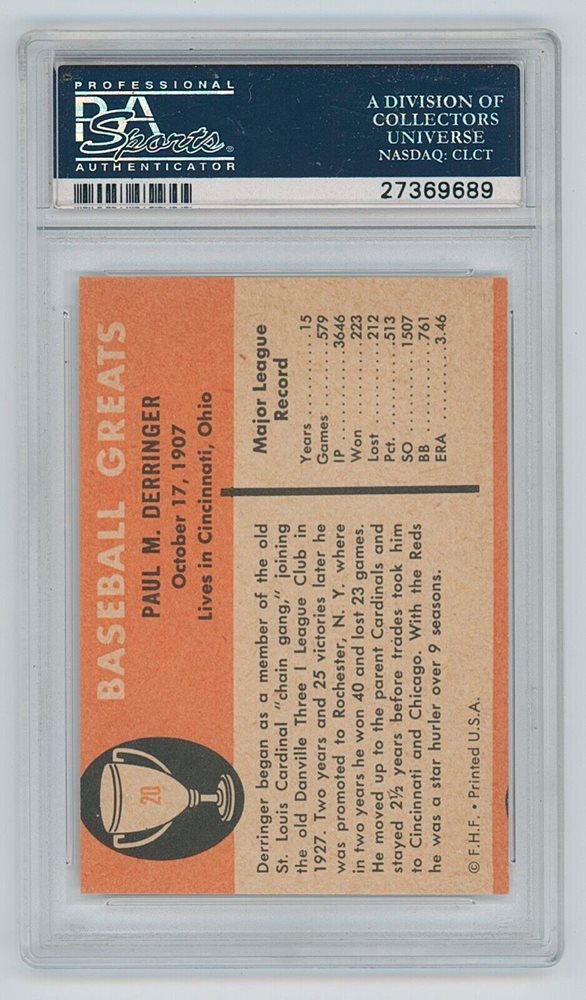 PROFESSIONAL
PSA
Sports®
AUTHENTICATOR
A DIVISION OF
COLLECTORS
UNIVERSE
NASDAQ: CLCT
27369689
20
BASEBALL GREATS
PAUL M. DERRINGER
October 17, 1907
Lives in Cincinnati, Ohio
Derringer began as a member of the old
St. Louis Cardinal "chain gang," joining
the old Danville Three I League Club in
1927. Two years and 25 victories later he
was promoted to Rochester, N. Y. where
in two years he won 40 and lost 23 games.
He moved up to the parent Cardinals and
stayed 2½ years before trades took him
to Cincinnati and Chicago. With the Reds
he was a star hurler over 9 seasons.
© F.H.F. • Printed U.S.A.
Major League
Record
Years ........ 15
Games ........ 579
IP ........ 3646
Won ........ 223
Lost ........ 212
Pct. ........ .513
SO ........ 1507
BB ........ 761
ERA ........ 3.46